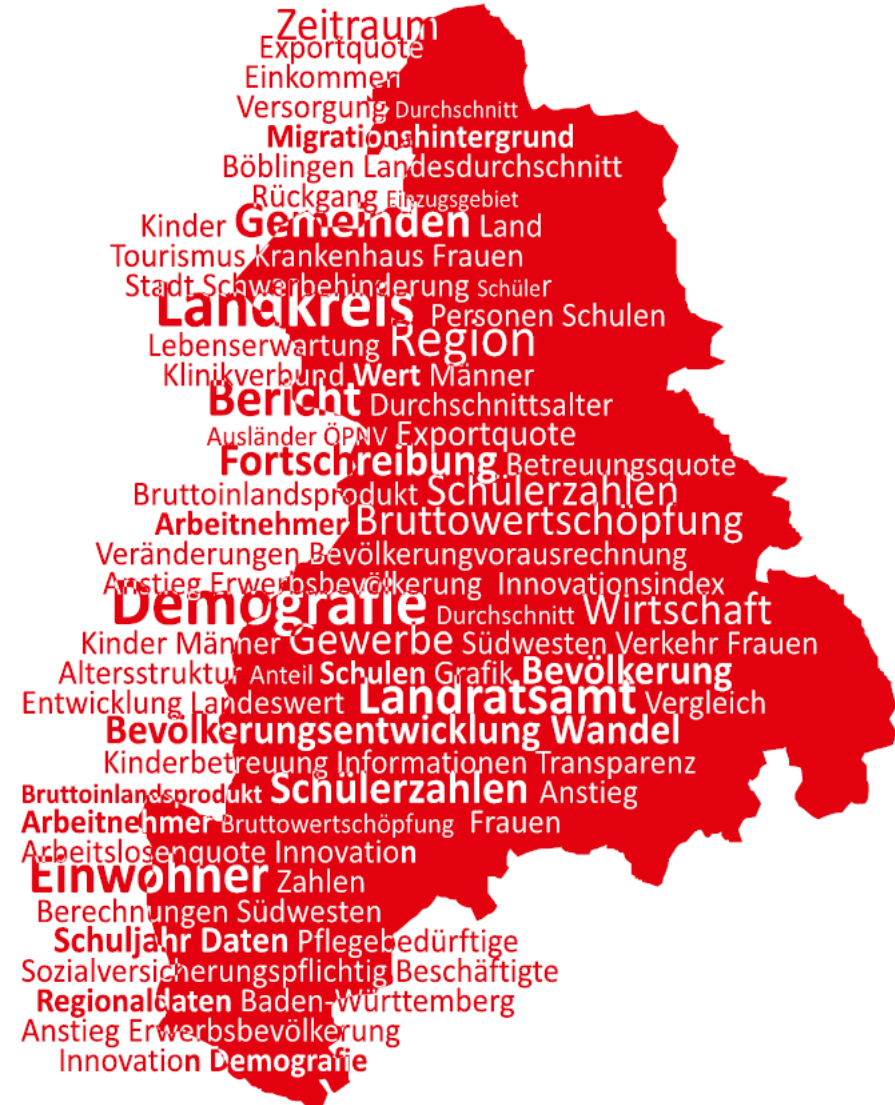 Zeitraum
Exportquote
Einkommen
Versorgung Durchschnitt
Migrationshintergrund
Böblingen Landesdurchschnitt
Rückgang Einzugsgebiet
Kinder Gemeinden Land
Tourismus Krankenhaus Frauen
Stadt Schwerbehinderung Schüler
Landkreis Personen Schulen
Lebenserwartung Region
Klinikverbund Wert Männer
Bericht Durchschnittsalter
Ausländer ÖPNV Exportquote
Fortschreibung Betreuungsquote
Bruttoinlandsprodukt Schülerzahlen
Arbeitnehmer Bruttowertschöpfung
Veränderungen Bevölkerungvorausrechnung
Anstieg Erwerbsbevölkerung Innovationsindex
Demografie Durchschnitt Wirtschaft
Kinder Männer Gewerbe Südwesten Verkehr Frauen
Altersstruktur Anteil Schulen Grafik Bevölkerung
Entwicklung Landeswert Landratsamt Vergleich
Bevölkerungsentwicklung Wandel
Kinderbetreuung Informationen Transparenz
Bruttoinlandsprodukt Schülerzahlen Anstieg
Arbeitnehmer Bruttowertschöpfung Frauen
Arbeitslosenquote Innovation
Einwohner Zahlen
Berechnungen Südwesten
Schuljahr Daten Pflegebedürftige
Sozialversicherungspflichtig Beschäftigte
Regionaldaten Baden-Württemberg
Anstieg Erwerbsbevölkerung
Innovation Demografie